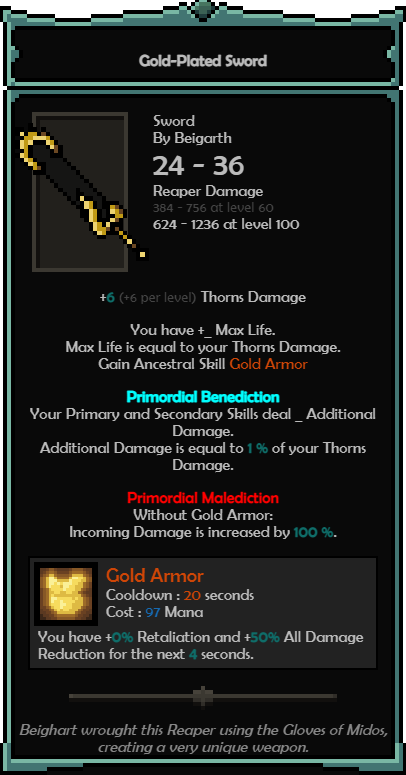 Gold-Plated Sword
Sword
By Beigarth
24 - 36
Reaper Damage
384 - 756 at level 60
624 - 1236 at level 100
+6 (+6 per level) Thorns Damage
You have +_ Max Life.
Max Life is equal to your Thorns Damage.
Gain Ancestral Skill Gold Armor
Primordial Benediction
Your Primary and Secondary Skills deal _ Additional
Damage.
Additional Damage is equal to 1 % of your Thorns
Damage.
Primordial Malediction
Without Gold Armor:
Incoming Damage is increased by 100 %.
Gold Armor
Cooldown : 20 seconds
Cost : 97 Mana
You have +0% Retaliation and +50% All Damage
Reduction for the next 4 seconds.
Beighart wrought this Reaper using the Gloves of Midos,
creating a very unique weapon.